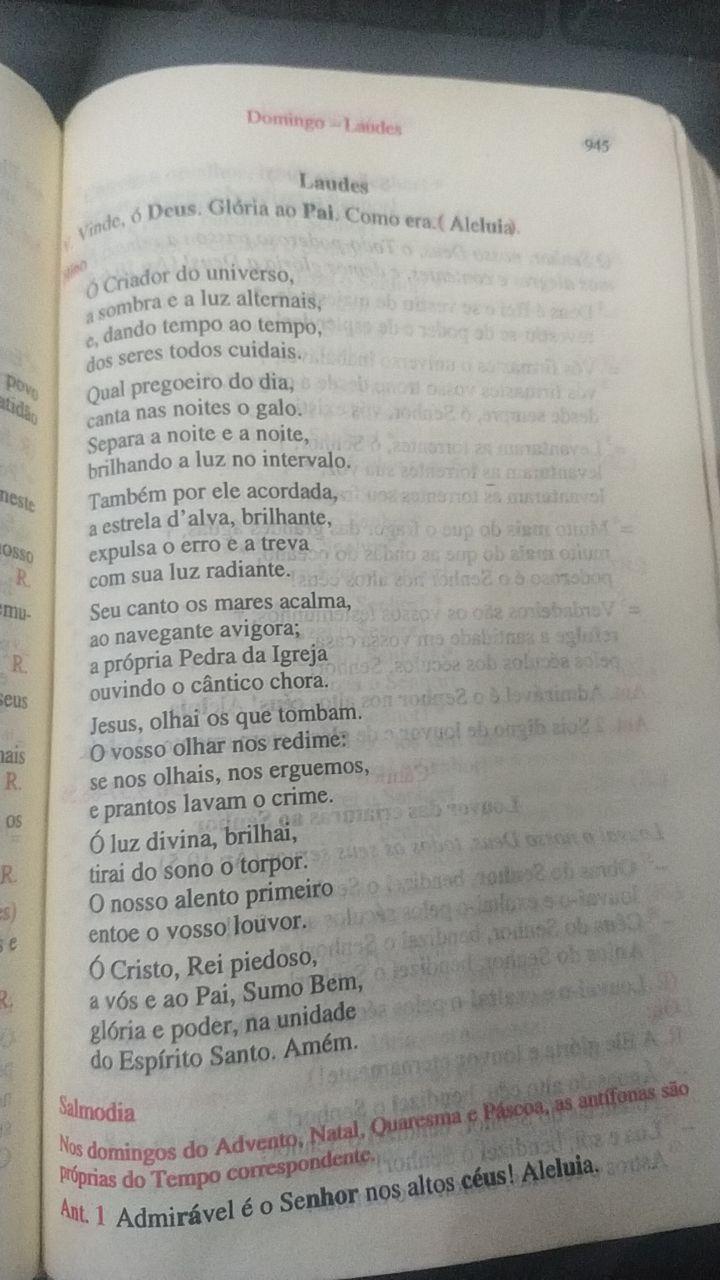 Domingo – Laudes
945
Laudes
V. Vinde, ó Deus. Glória ao Pai. Como era.( Aleluia).
Hino
Ó Criador do universo,
a sombra e a luz alternais,
e, dando tempo ao tempo,
dos seres todos cuidais.
Qual pregoeiro do dia,
canta nas noites o galo.
Separa a noite e a noite,
brilhando a luz no intervalo.
Também por ele acordada,
a estrela d'alva, brilhante,
expulsa o erro e a treva
com sua luz radiante.
Seu canto os mares acalma,
ao navegante avigora;
a própria Pedra da Igreja
ouvindo o cântico chora.
Jesus, olhai os que tombam.
O vosso olhar nos redime:
se nos olhais, nos erguemos,
e prantos lavam o crime.
Ó luz divina, brilhai,
tirai do sono o torpor.
O nosso alento primeiro
entoe o vosso louvor.
Ó Cristo, Rei piedoso,
a vós e ao Pai, Sumo Bem,
glória e poder, na unidade
do Espírito Santo. Amém.
Salmodia
Nos domingos do Advento, Natal, Quaresma e Páscoa, as antífonas são
próprias do Tempo correspondente.
Ant. 1 Admirável é o Senhor nos altos céus! Aleluia.